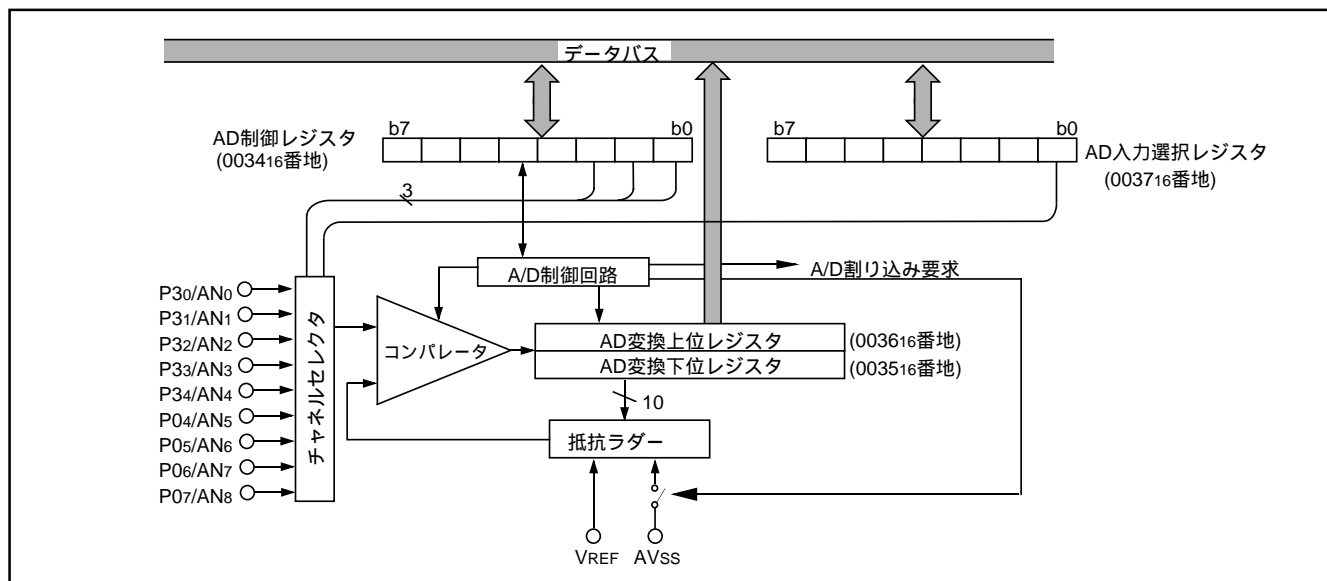 データバス
b7
b0
AD制御レジスタ
(003416番地)
b7
b0
AD入力選択レジスタ
(003716番地)
3
A/D制御回路
A/D割り込み要求
P30/AN0
P31/AN1
P32/AN2
P33/AN3
P34/AN4
P04/AN5
P05/AN6
P06/AN7
P07/AN8
チャネルセレクタ
コンパレータ
AD変換上位レジスタ
(003616番地)
AD変換下位レジスタ
(003516番地)
10
抵抗ラダー
VREF
AVSS